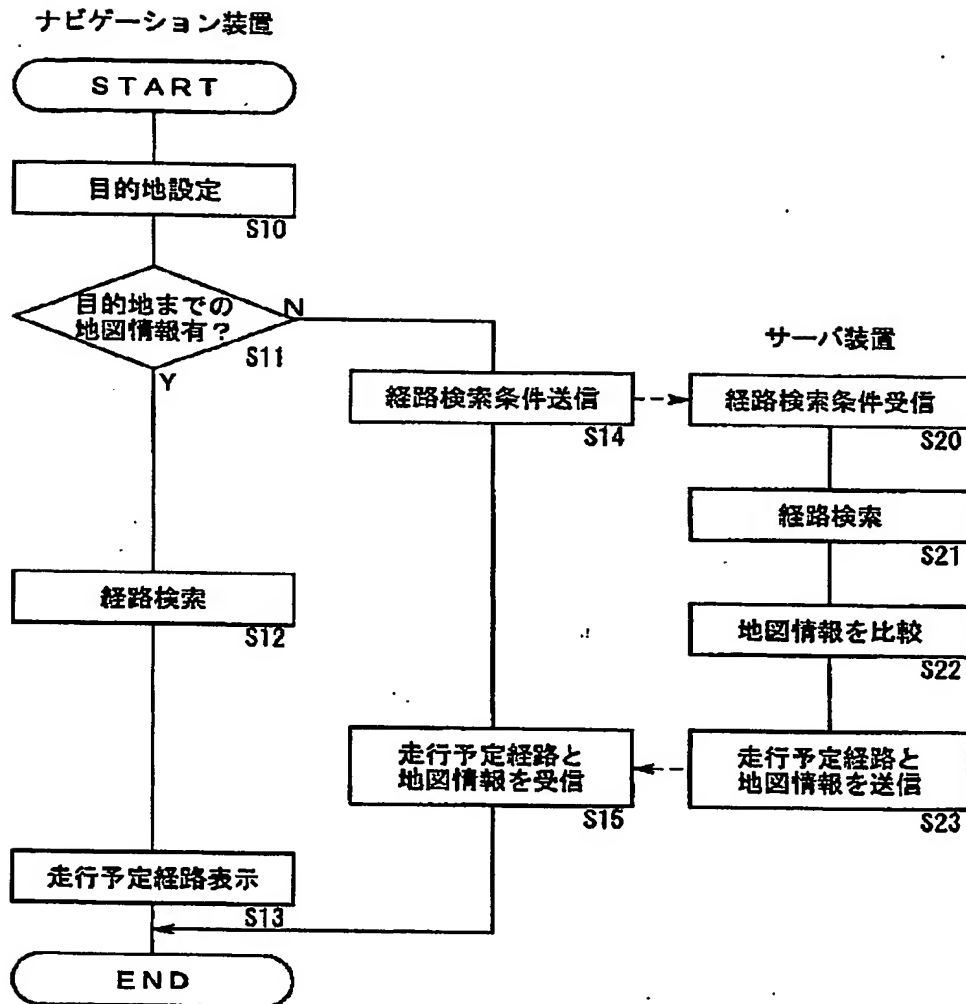 ナビゲーション装置
START
目的地設定
S10
目的地までの
地図情報有？
N
S11
Y
サーバ装置
経路検索条件送信
S14
経路検索条件受信
S20
経路検索
S21
経路検索
S12
地図情報を比較
S22
走行予定経路と
地図情報を受信
S15
走行予定経路と
地図情報を送信
S23
走行予定経路表示
S13
END